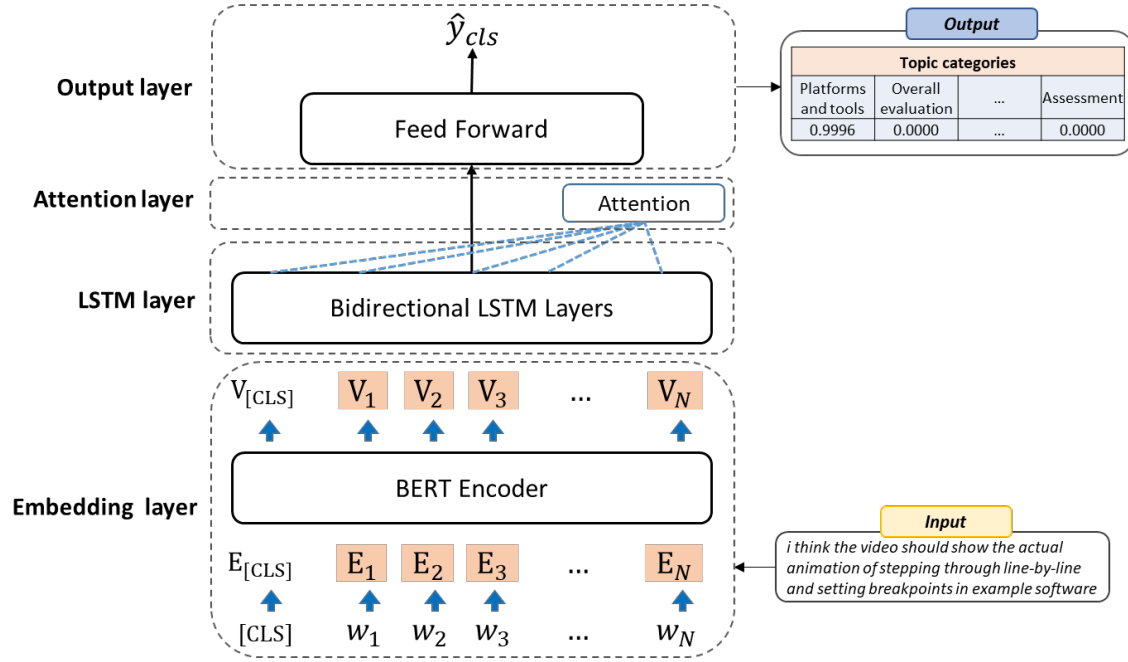 ŷcls
Output layer
Feed Forward
Output
Topic categories
Platforms and tools
Overall evaluation
...
Assessment
0.9996
0.0000
...
0.0000
Attention layer
Attention
LSTM layer
Bidirectional LSTM Layers
V[CLS] V1 V2 V3 ... VN
Embedding layer
BERT Encoder
E[CLS] E1 E2 E3 ... EN
[CLS] w1 w2 w3 ... wN
Input
i think the video should show the actual
animation of stepping through line-by-line
and setting breakpoints in example software